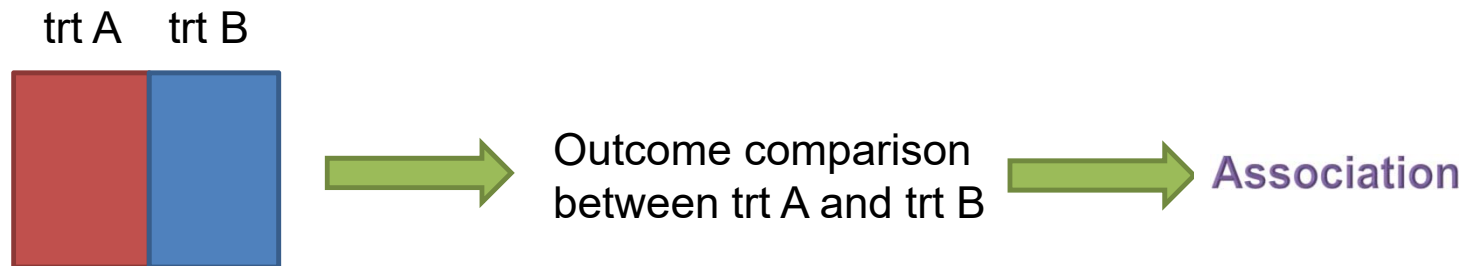 trt A trt B
Outcome comparison
between trt A and trt B
Association